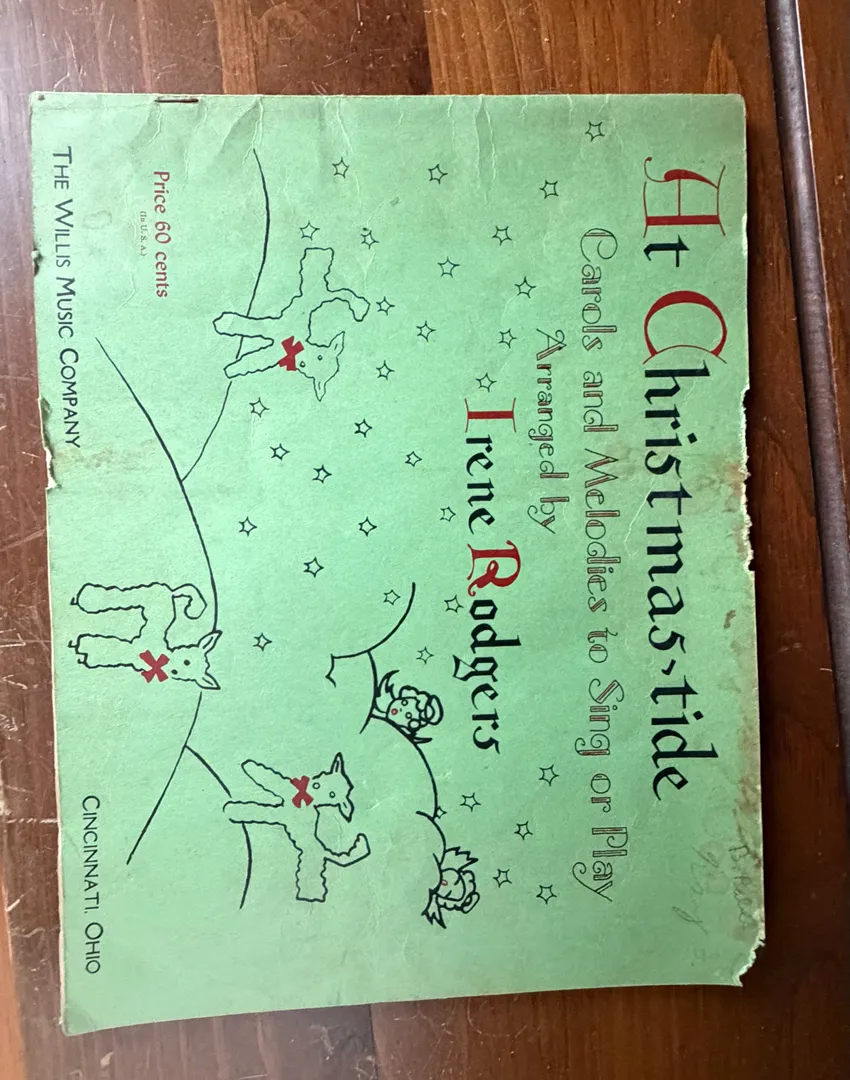 At Christmas-tide
Carols and Melodies to Sing or Play
Arranged by
Irene Rodgers
Price 60 cents
(In U. S. A.)
THE WILLIS MUSIC COMPANY
CINCINNATI, OHIO